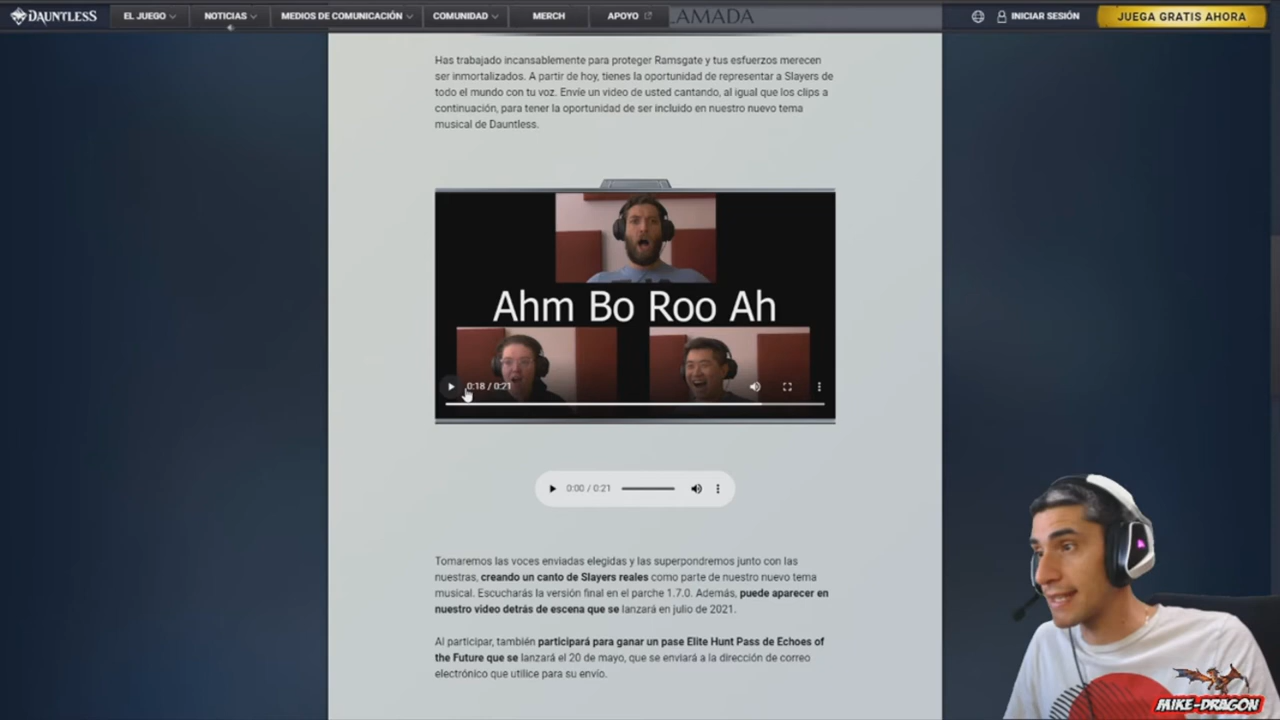 DAUNTLESS EL JUEGO NOTICIAS MEDIOS DE COMUNICACIÓN COMUNIDAD MERCH APOYO LAMADA INICIAR SESIÓN JUEGA GRATIS AHORA
Has trabajado incansablemente para proteger Ramsgate y tus esfuerzos merecen
ser inmortalizados. A partir de hoy, tienes la oportunidad de representar a Slayers de
todo el mundo con tu voz. Envíe un video de usted cantando, al igual que los clips a
continuación, para tener la oportunidad de ser incluido en nuestro nuevo tema
musical de Dauntless.
Ahm Bo Roo Ah
0:18 / 0:21
0:00 / 0:21
Tomaremos las voces enviadas elegidas y las superpondremos junto con las
nuestras, creando un canto de Slayers reales como parte de nuestro nuevo tema
musical. Escucharás la versión final en el parche 1.7.0. Además, puede aparecer en
nuestro video detrás de escena que se lanzará en julio de 2021.
Al participar, también participará para ganar un pase Elite Hunt Pass de Echoes of
the Future que se lanzará el 20 de mayo, que se enviará a la dirección de correo
electrónico que utilice para su envío.
MIKE-DRAGON